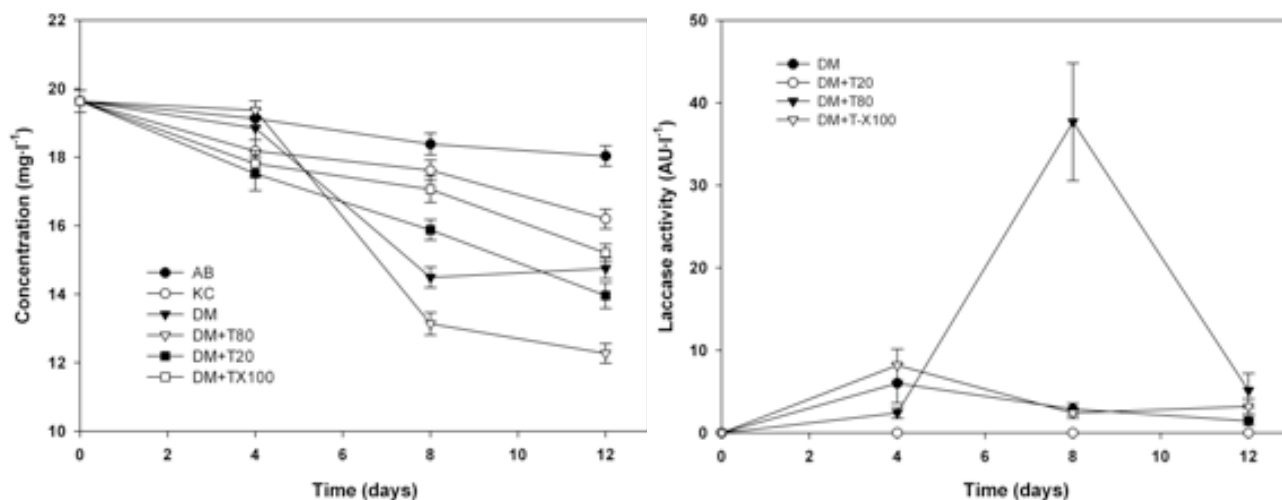 22
20
18
16
14
12
10
Concentration (mg·l⁻¹)
AB
KC
DM
DM+T80
DM+T20
DM+TX100
0 2 4 6 8 10 12
Time (days)
50
40
30
20
10
0
Laccase activity (AU·l⁻¹)
DM
DM+T20
DM+T80
DM+T-X100
0 2 4 6 8 10 12
Time (days)